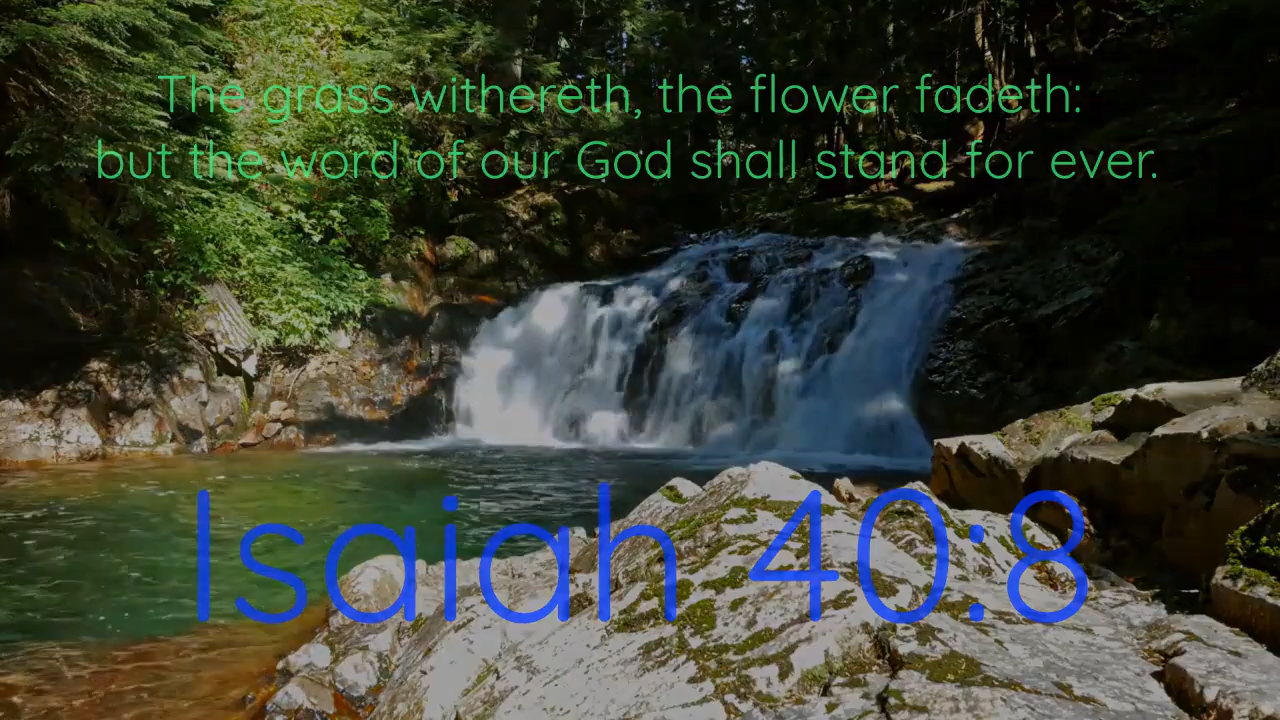 The grass withereth, the flower fadeth:
but the word of our God shall stand for ever.
Isaiah 40:8